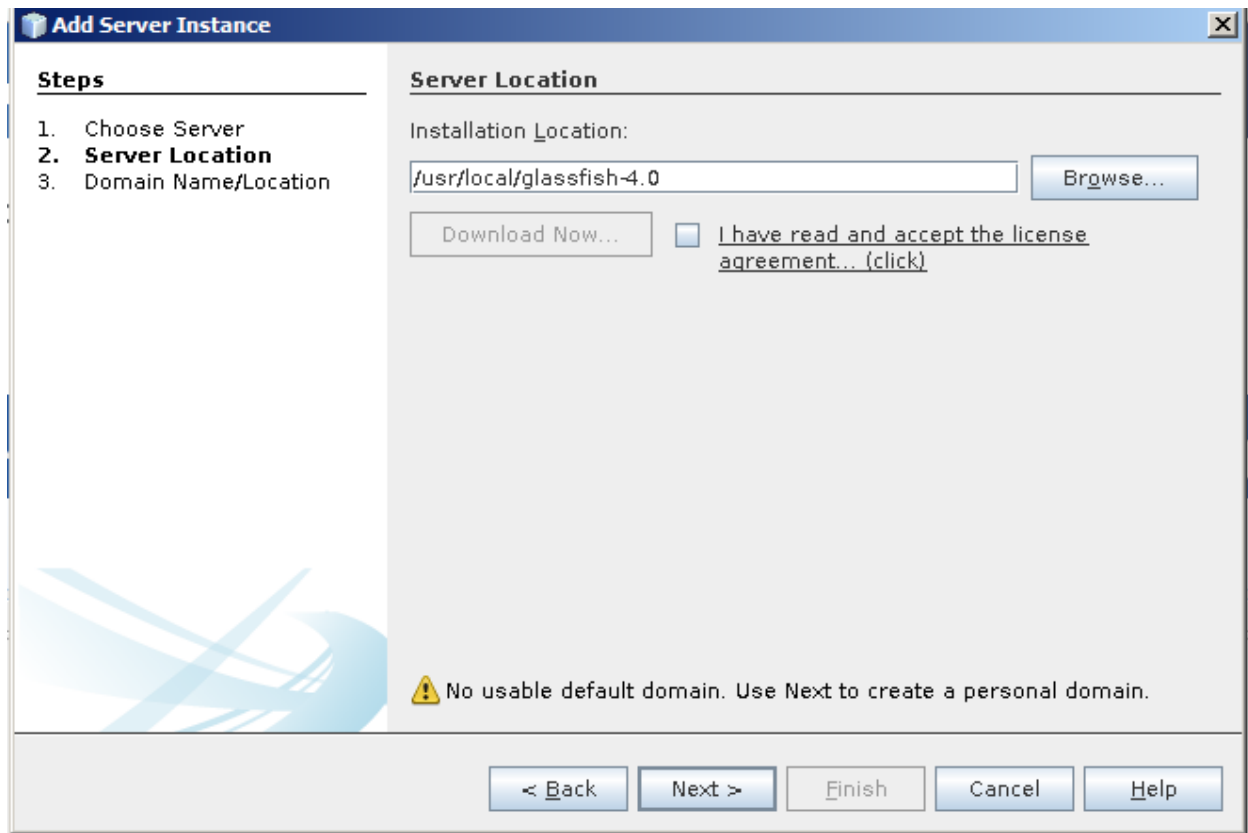 Add Server Instance
Steps
1. Choose Server
2. Server Location
3. Domain Name/Location
Server Location
Installation Location:
/usr/local/glassfish-4.0
Browse...
Download Now...
I have read and accept the license
agreement... (click)
No usable default domain. Use Next to create a personal domain.
< Back
Next >
Finish
Cancel
Help